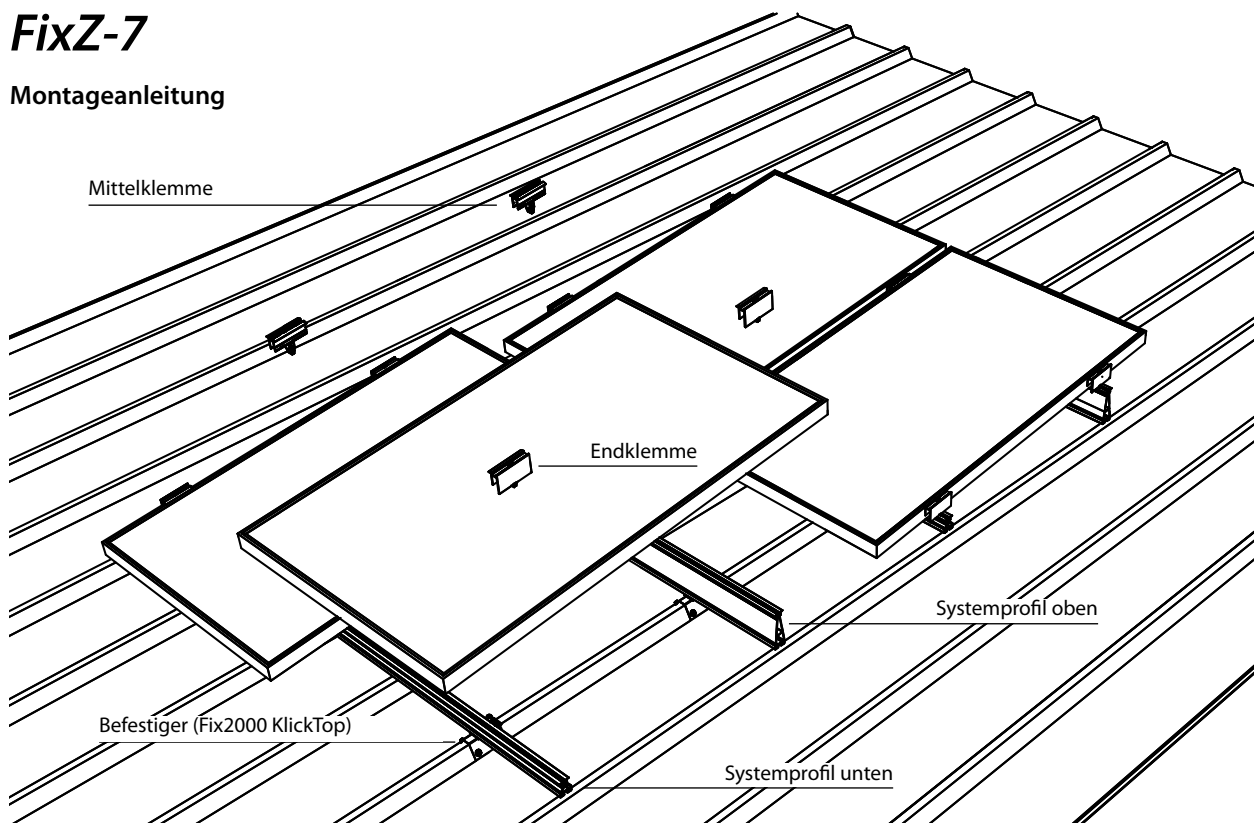 FixZ-7
Montageanleitung
Mittelklemme
Endklemme
Systemprofil oben
Befestiger (Fix2000 KlickTop)
Systemprofil unten